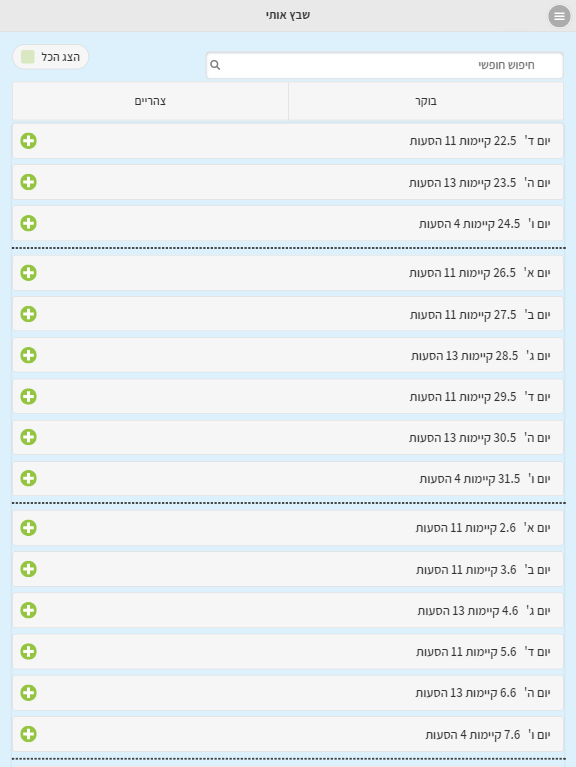 שבץ אותי
הצג הכל
חיפוש חופשי
בוקר
צהריים
יום ד' 22.5 קיימות 11 הסעות
יום ה' 23.5 קיימות 13 הסעות
יום ו' 24.5 קיימות 4 הסעות
יום א' 26.5 קיימות 11 הסעות
יום ב' 27.5 קיימות 11 הסעות
יום ג' 28.5 קיימות 13 הסעות
יום ד' 29.5 קיימות 11 הסעות
יום ה' 30.5 קיימות 13 הסעות
יום ו' 31.5 קיימות 4 הסעות
יום א' 2.6 קיימות 11 הסעות
יום ב' 3.6 קיימות 11 הסעות
יום ג' 4.6 קיימות 13 הסעות
יום ד' 5.6 קיימות 11 הסעות
יום ה' 6.6 קיימות 13 הסעות
יום ו' 7.6 קיימות 4 הסעות